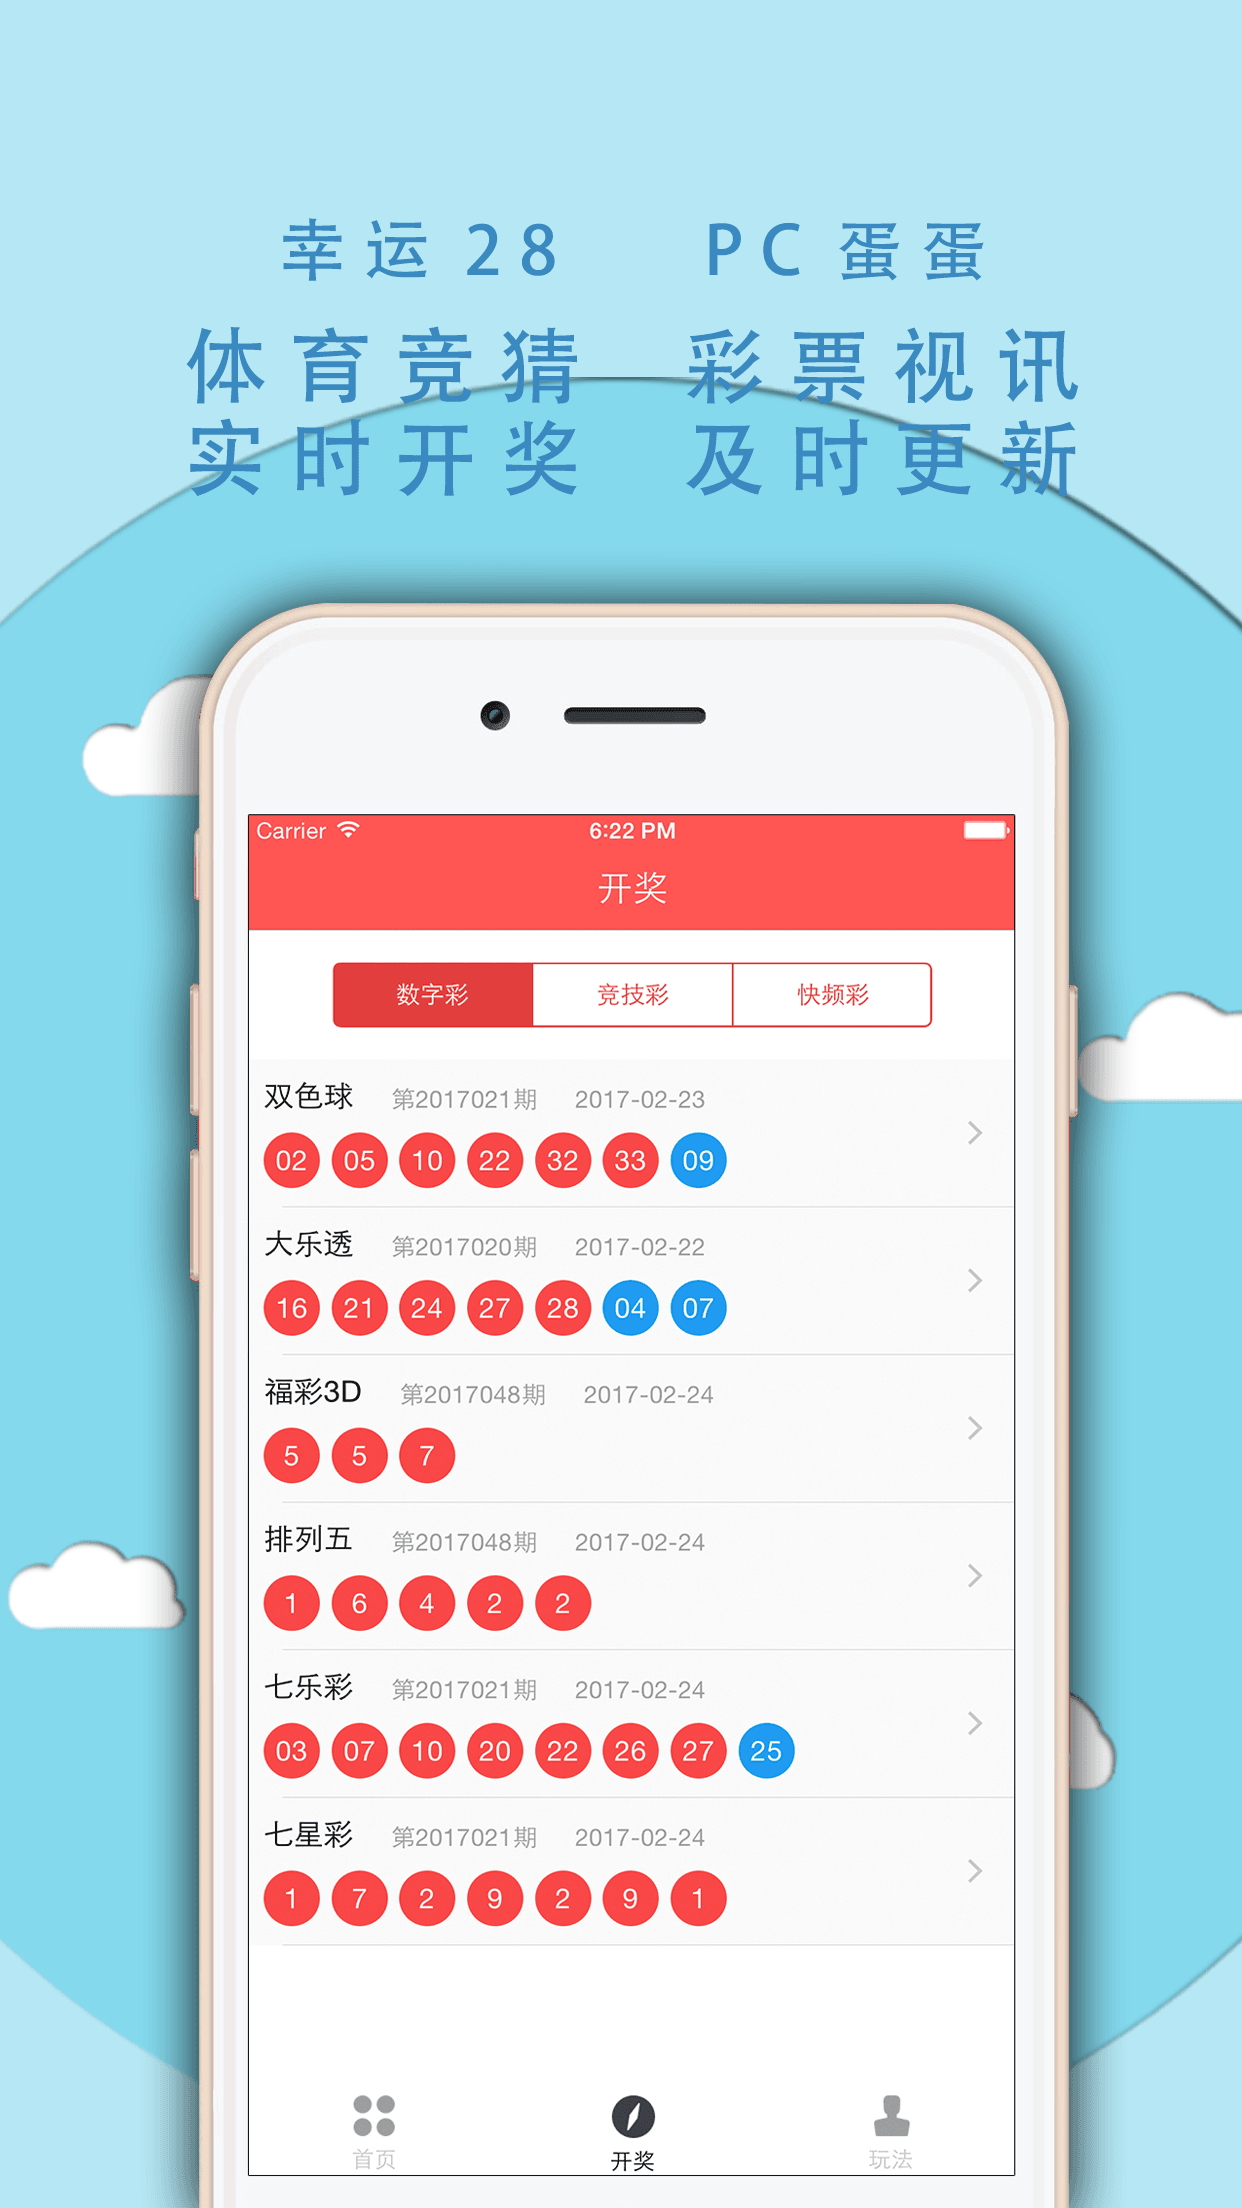 幸运28 PC蛋蛋
体育竞猜 彩票视讯
实时开奖 及时更新
Carrier 6:22 PM
开奖
数字彩 竞技彩 快频彩
双色球 第2017021期 2017-02-23
02 05 10 22 32 33 09
大乐透 第2017020期 2017-02-22
16 21 24 27 28 04 07
福彩3D 第2017048期 2017-02-24
5 5 7
排列五 第2017048期 2017-02-24
1 6 4 2 2
七乐彩 第2017021期 2017-02-24
03 07 10 20 22 26 27 25
七星彩 第2017021期 2017-02-24
1 7 2 9 2 9 1
首页 开奖 玩法